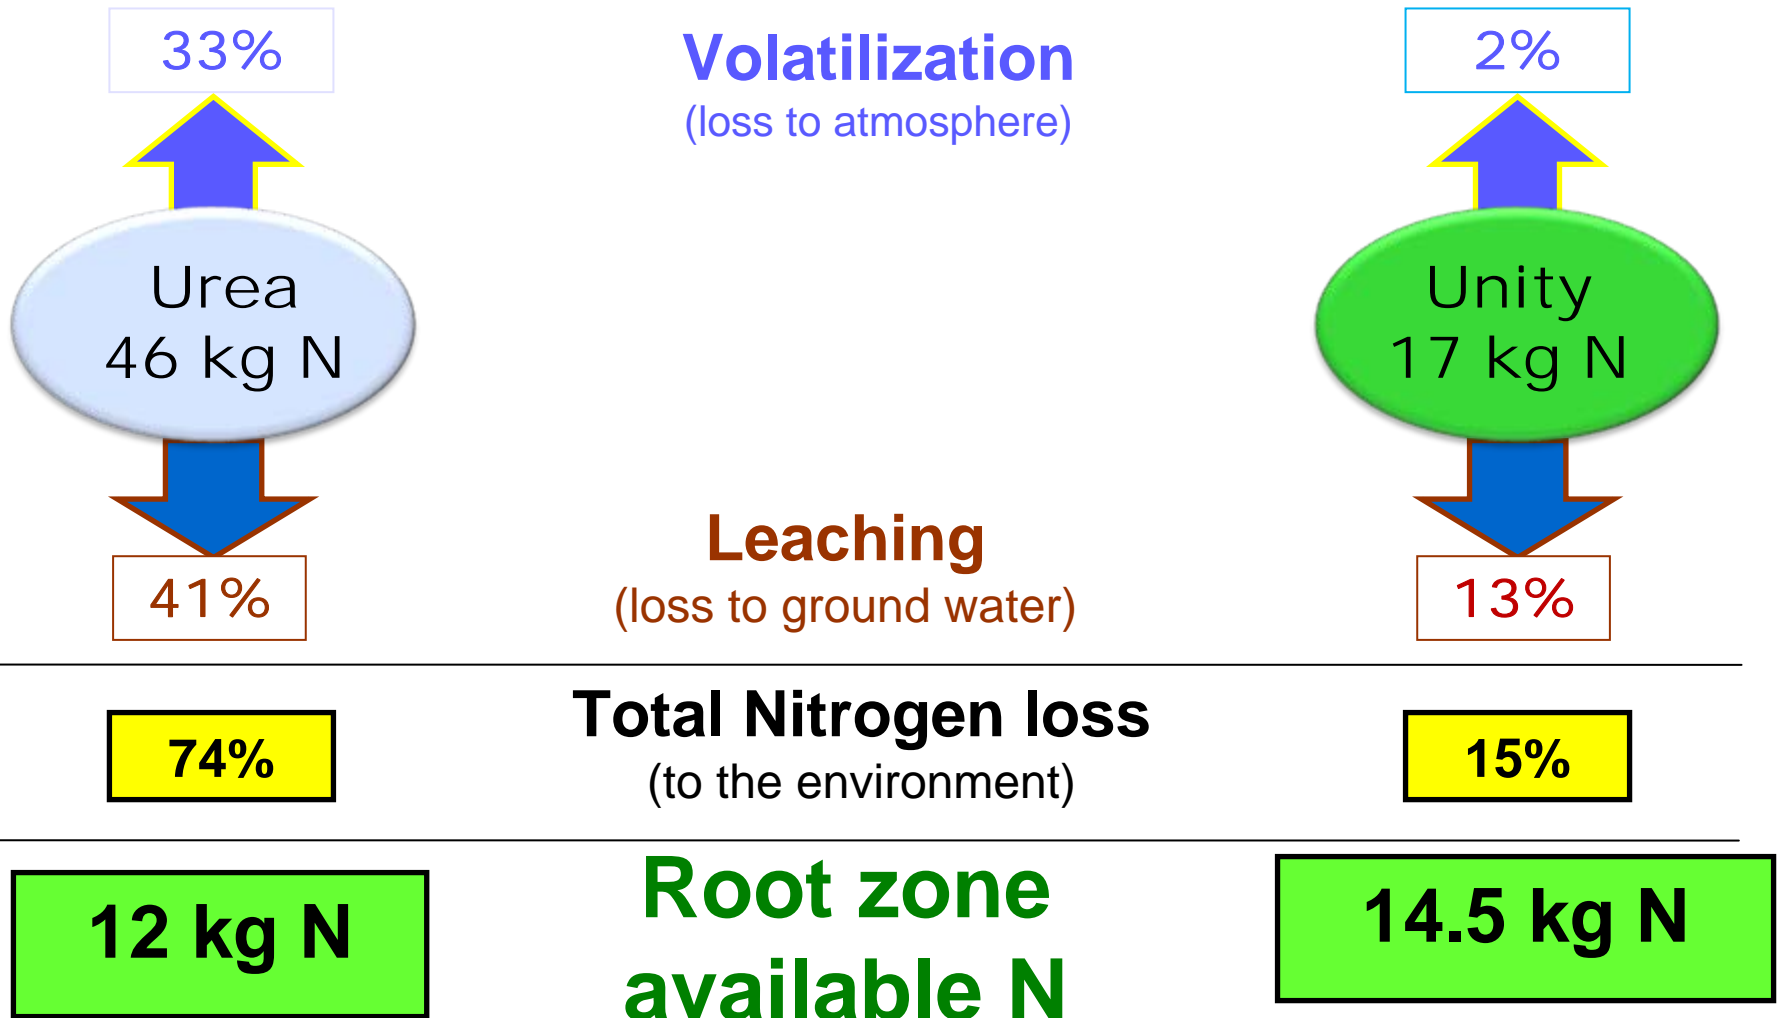 33%
Volatilization
(loss to atmosphere)
2%
Urea
46 kg N
Unity
17 kg N
Leaching
(loss to ground water)
41%
13%
Total Nitrogen loss
(to the environment)
74%
15%
Root zone
available N
12 kg N
14.5 kg N